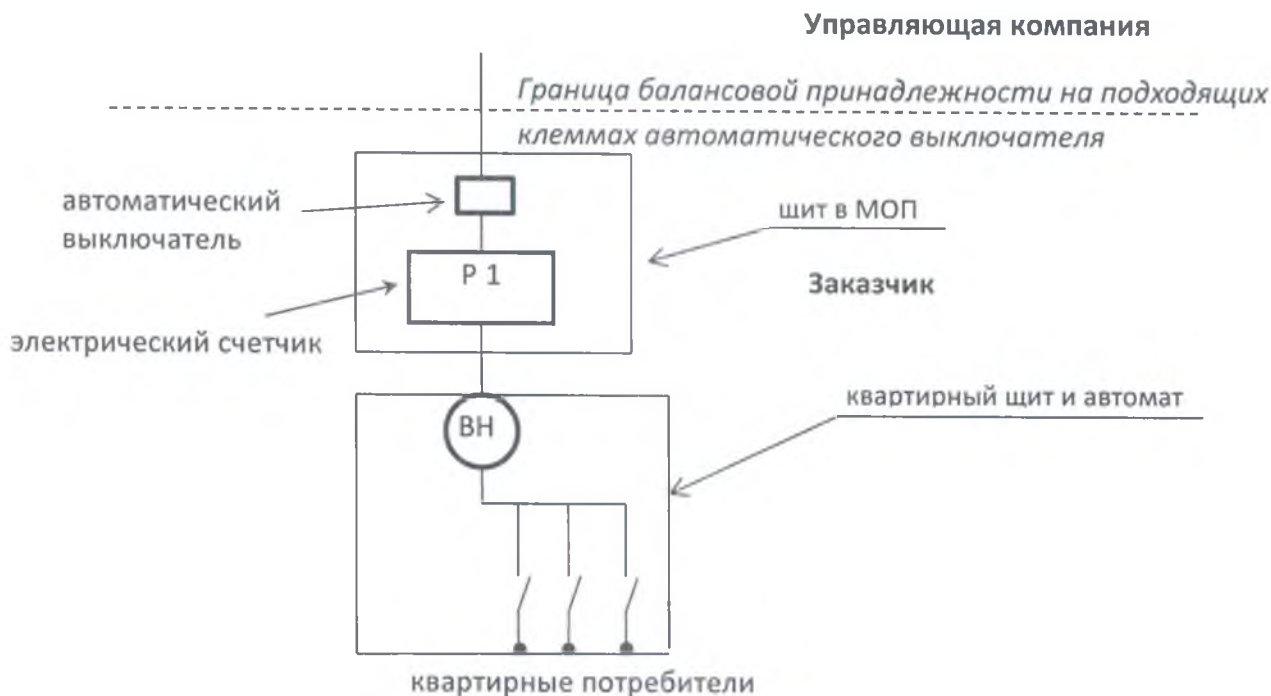 Управляющая компания
Граница балансовой принадлежности на подходящих
клеммах автоматического выключателя
автоматический
выключатель
щит в МОП
Р 1
Заказчик
электрический счетчик
квартирный щит и автомат
ВН
квартирные потребители